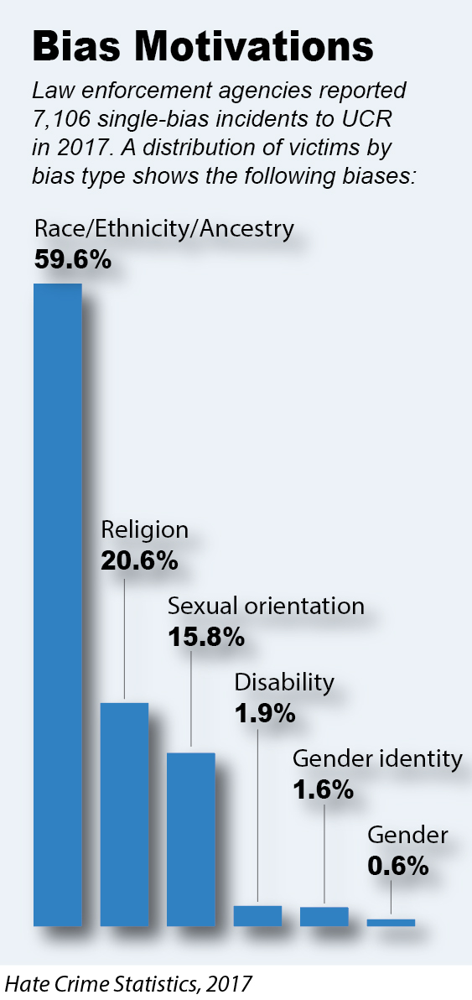 Bias Motivations
Law enforcement agencies reported
7,106 single-bias incidents to UCR
in 2017. A distribution of victims by
bias type shows the following biases:
Race/Ethnicity/Ancestry
59.6%
Religion
20.6%
Sexual orientation
15.8%
Disability
1.9%
Gender identity
1.6%
Gender
0.6%
Hate Crime Statistics, 2017